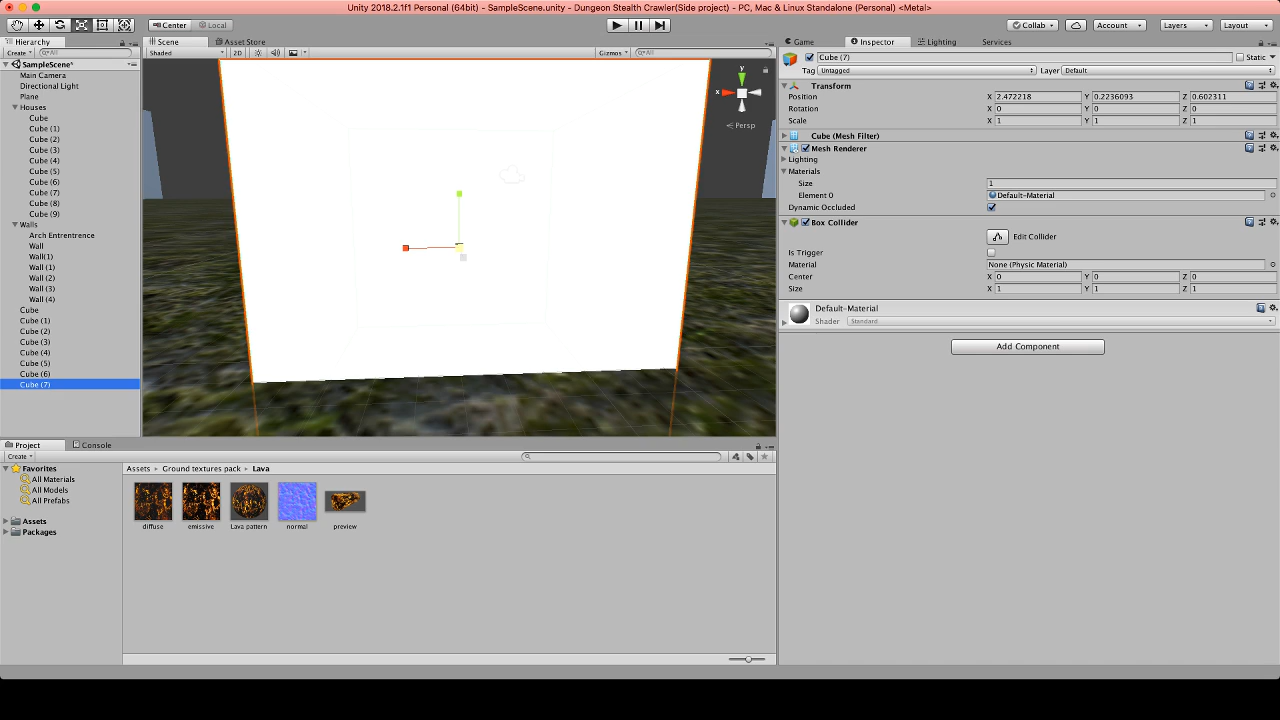 Unity 2018.2.1f1 Personal (64bit) - SampleScene.unity - Dungeon Stealth Crawler(Side project) - PC, Mac & Linux Standalone (Personal) <Metal>
Center Local Collab Account Layers Layout
Hierarchy Scene Asset Store Game Inspector Lighting Services
Create All Shaded 2D Gizmos All
Cube (7) Static
SampleScene*
Tag Untagged Layer Default
Main Camera
Directional Light
Plane
Houses
Cube
Cube (1)
Cube (2)
Cube (3)
Cube (4)
Cube (5)
Cube (6)
Cube (7)
Cube (8)
Cube (9)
Walls
Arch Entrentrence
Wall
Wall(1)
Wall (1)
Wall (2)
Wall (3)
Wall (4)
Cube
Cube (1)
Cube (2)
Cube (3)
Cube (4)
Cube (5)
Cube (6)
Cube (7)
y
x
Persp
Transform
Position X 2.472218 Y 0.2236093 Z 0.602311
Rotation X 0 Y 0 Z 0
Scale X 1 Y 1 Z 1
Cube (Mesh Filter)
Mesh Renderer
Lighting
Materials
Size 1
Element 0 Default-Material
Dynamic Occluded
Box Collider
Edit Collider
Is Trigger
Material None (Physic Material)
Center X 0 Y 0 Z 0
Size X 1 Y 1 Z 1
Default-Material
Shader Standard
Add Component
Project Console
Create
Favorites
All Materials
All Models
All Prefabs
Assets
Packages
Assets Ground textures pack Lava
diffuse emissive Lava pattern normal preview